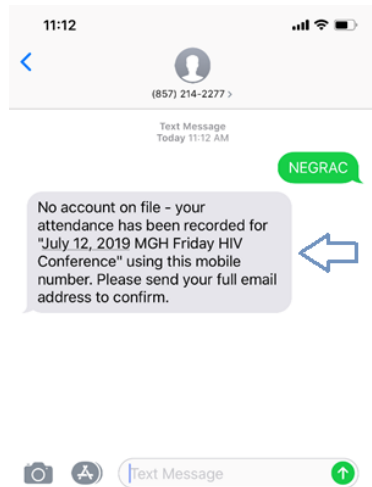 11:12
(857) 214-2277 >
Text Message
Today 11:12 AM
NEGRAC
No account on file - your
attendance has been recorded for
"July 12, 2019 MGH Friday HIV
Conference" using this mobile
number. Please send your full email
address to confirm.
Text Message